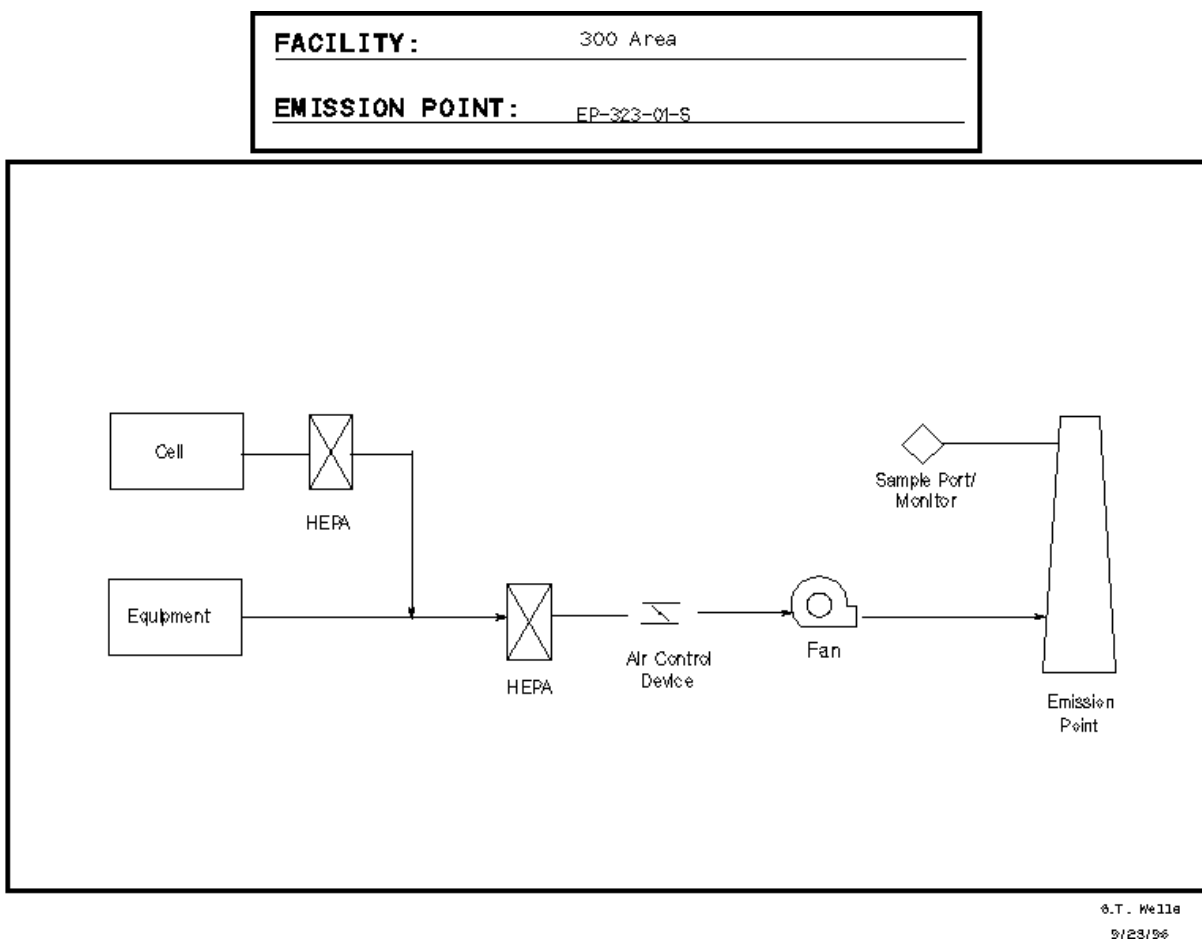 FACILITY: 300 Area
EMISSION POINT: EP-323-01-S
Cell
HEPA
Sample Port/
Monitor
Equipment
HEPA
Air Control
Device
Fan
Emission
Point
Wells
9/23/96